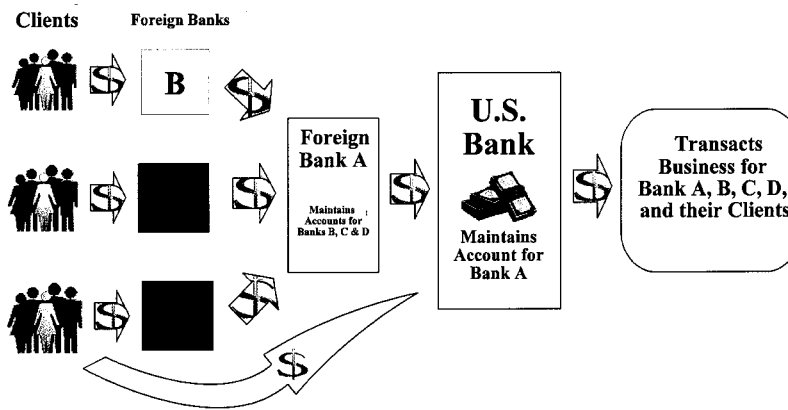 Clients
Foreign Banks
$
B
$
Foreign
Bank A
Maintains
Accounts for
Banks B, C & D
$
U.S.
Bank
Maintains
Account for
Bank A
$
Transacts
Business for
Bank A, B, C, D,
and their Clients
$
$
$
$
$